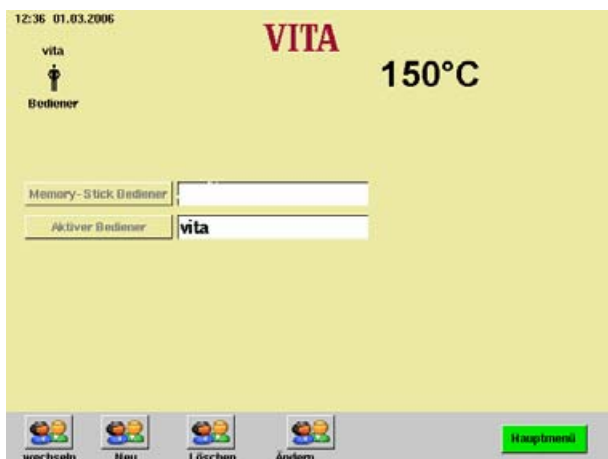 12:36 01.03.2006
VITA
vita
150°C
Bediener
Memory-Stick Bediener
Aktiver Bediener vita
wechseln Neu Löschen Ändern
Hauptmenü